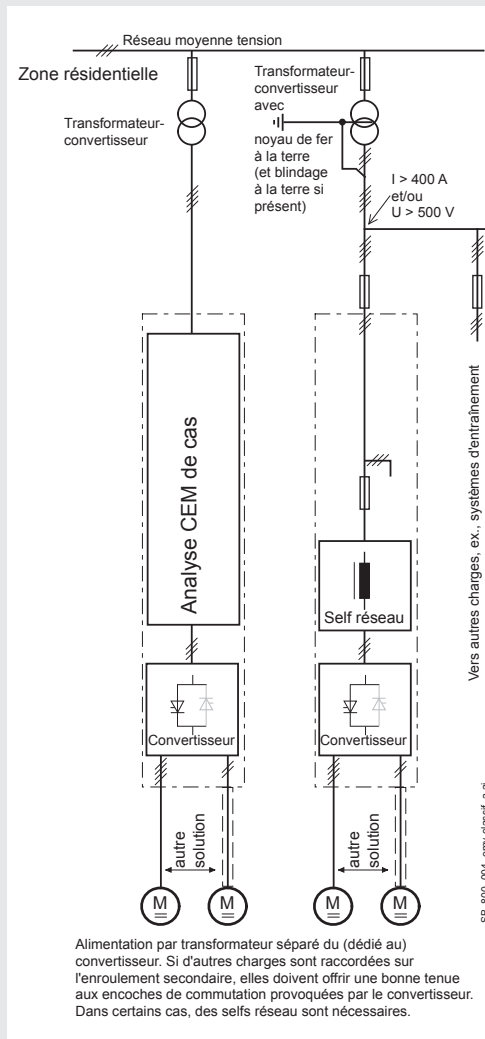 Réseau moyenne tension
Zone résidentielle
Transformateur-
convertisseur
Transformateur-
convertisseur
avec
noyau de fer
à la terre
(et blindage
à la terre si
présent)
I > 400 A
et/ou
U > 500 V
Analyse CEM de cas
Self réseau
Convertisseur
Convertisseur
Vers autres charges, ex., systèmes d'entraînement
autre
solution
autre
solution
M
M
M
M
Alimentation par transformateur séparé du (dédié au)
convertisseur. Si d'autres charges sont raccordées sur
l'enroulement secondaire, elles doivent offrir une bonne tenue
aux encoches de commutation provoquées par le convertisseur.
Dans certains cas, des selfs réseau sont nécessaires.